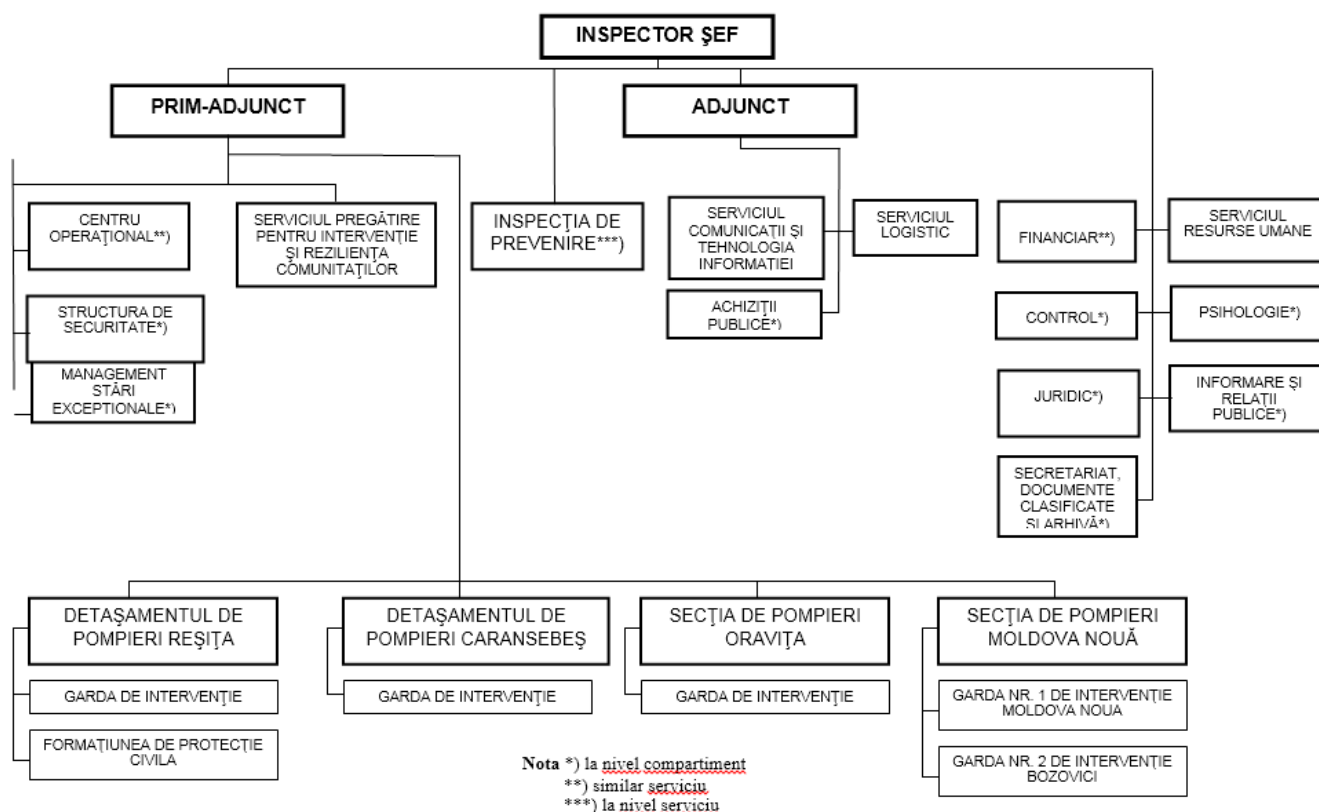 INSPECTOR ŞEF
PRIM-ADJUNCT
ADJUNCT
CENTRU
OPERAŢIONAL**)
SERVICIUL PREGĂTIRE
PENTRU INTERVENŢIE
ŞI REZILIENŢA
COMUNITAŢILOR
INSPECŢIA DE
PREVENIRE***)
SERVICIUL
COMUNICAŢII ŞI
TEHNOLOGIA
INFORMAŢIEI
SERVICIUL
LOGISTIC
FINANCIAR**)
SERVICIUL
RESURSE UMANE
STRUCTURA DE
SECURITATE*)
ACHIZIŢII
PUBLICE*)
CONTROL*)
PSIHOLOGIE*)
MANAGEMENT
STĂRI
EXCEPTIONALE*)
JURIDIC*)
INFORMARE ŞI
RELAŢII
PUBLICE*)
SECRETARIAT,
DOCUMENTE
CLASIFICATE
SI ARHIVĂ*)
DETAŞAMENTUL DE
POMPIERI REŞIŢA
DETAŞAMENTUL DE
POMPIERI CARANSEBEŞ
SECŢIA DE POMPIERI
ORAVIŢA
SECŢIA DE POMPIERI
MOLDOVA NOUĂ
GARDA DE INTERVENŢIE
GARDA DE INTERVENŢIE
GARDA DE INTERVENŢIE
GARDA NR. 1 DE INTERVENŢIE
MOLDOVA NOUA
FORMAŢIUNEA DE PROTECŢIE
CIVILA
GARDA NR. 2 DE INTERVENŢIE
BOZOVICI
Nota *) la nivel compartiment
**) similar serviciu
***) la nivel serviciu